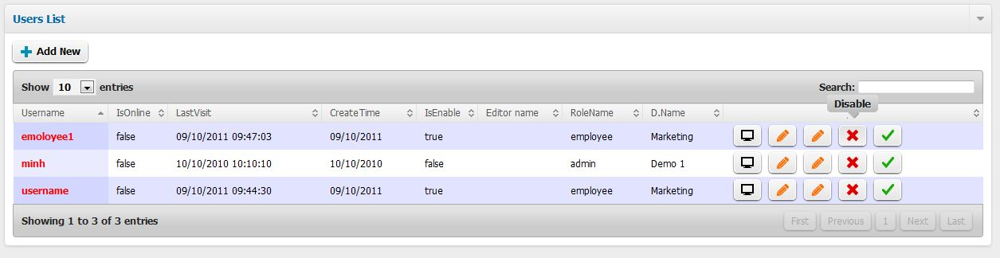 Users List
Add New
Show 10 entries Search:
Disable
Username IsOnline LastVisit CreateTime IsEnable Editor name RoleName D.Name
emoloyee1 false 09/10/2011 09:47:03 09/10/2011 true employee Marketing
minh false 10/10/2010 10:10:10 10/10/2010 false admin Demo 1
username false 09/10/2011 09:44:30 09/10/2011 true employee Marketing
Showing 1 to 3 of 3 entries First Previous 1 Next Last